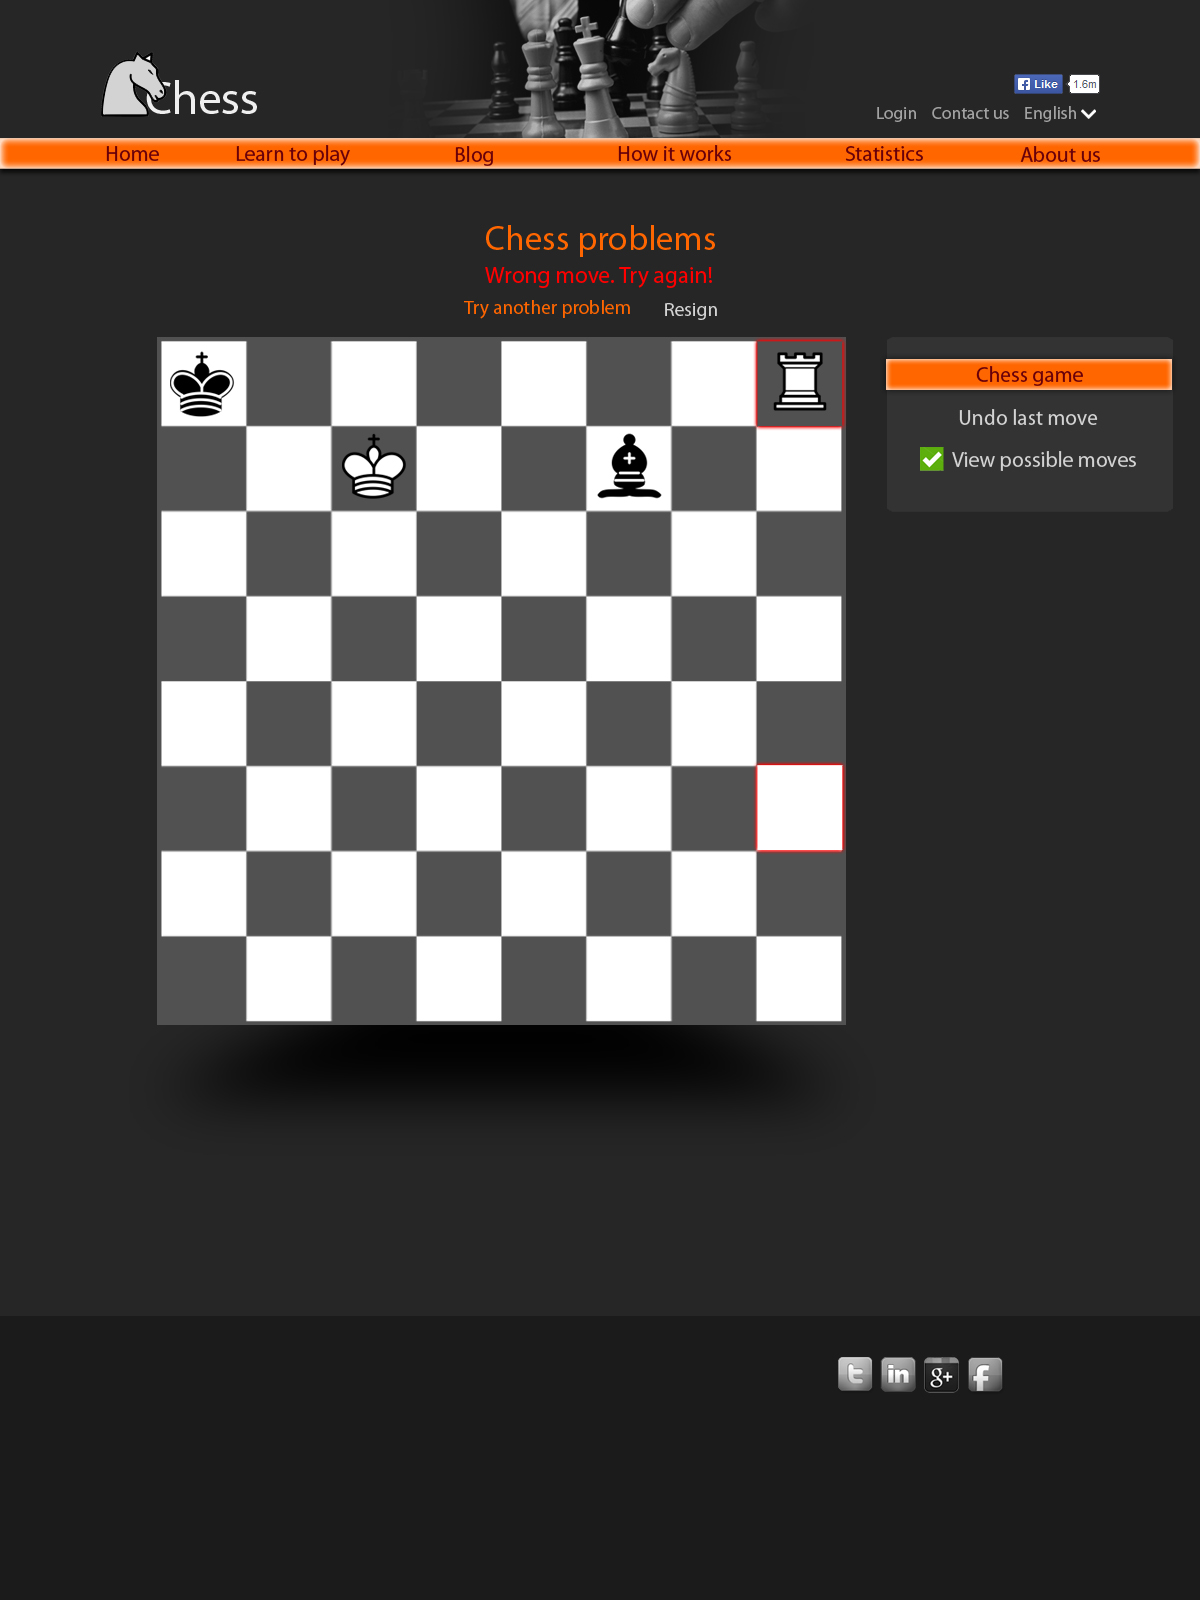 Chess
Like
1.6m
Login Contact us English
Home Learn to play Blog How it works Statistics About us
Chess problems
Wrong move. Try again!
Try another problem Resign
Chess game
Undo last move
View possible moves
t in g+ f